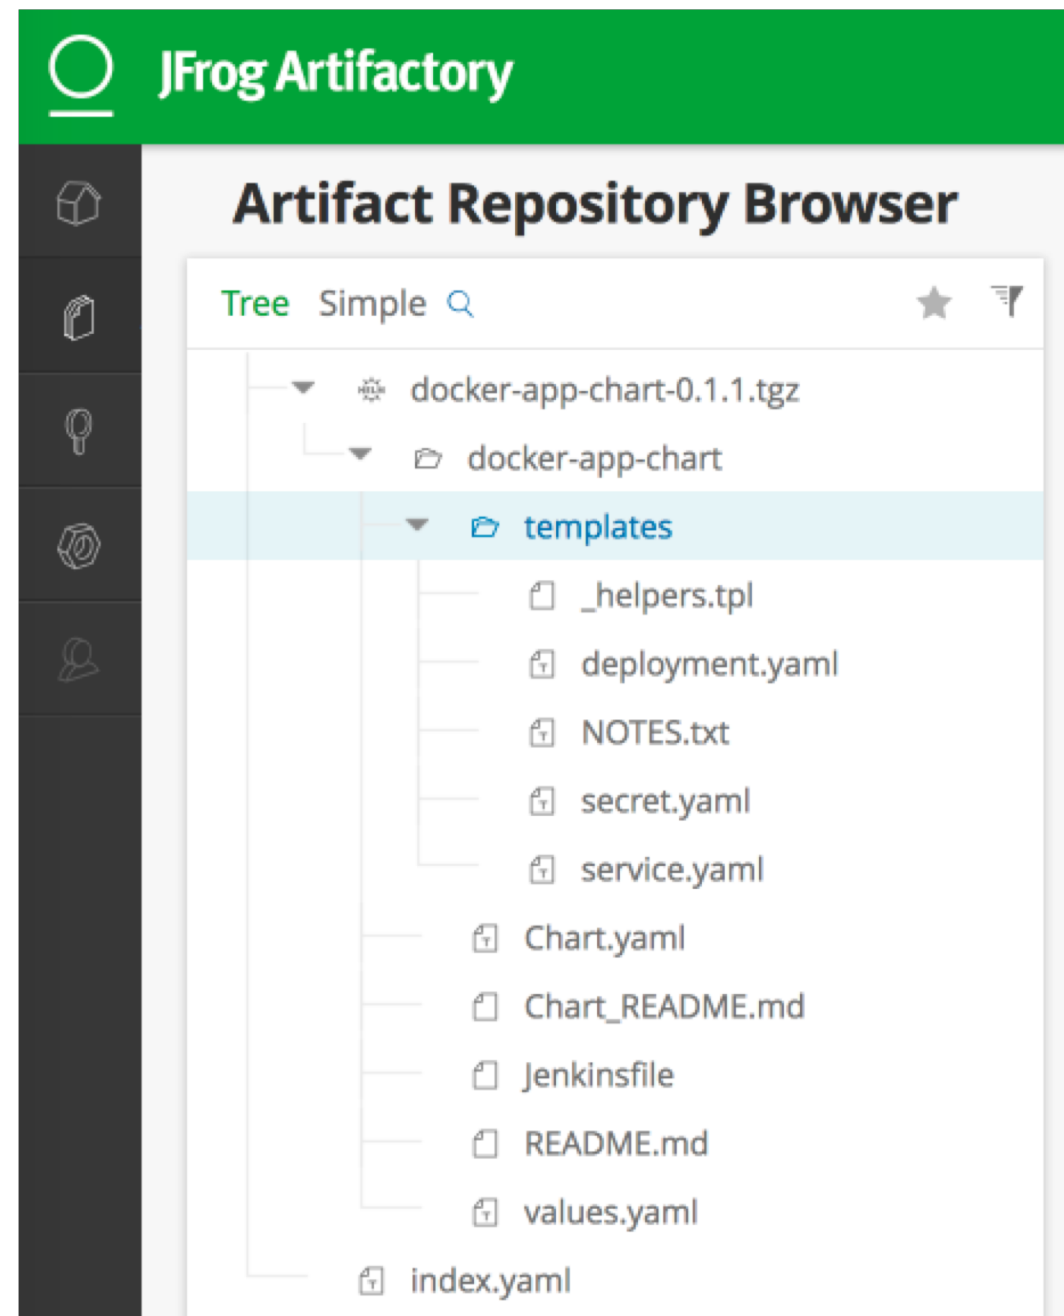 JFrog Artifactory
Artifact Repository Browser
Tree Simple
HELM docker-app-chart-0.1.1.tgz
docker-app-chart
templates
_helpers.tpl
deployment.yaml
NOTES.txt
secret.yaml
service.yaml
Chart.yaml
Chart_README.md
Jenkinsfile
README.md
values.yaml
index.yaml